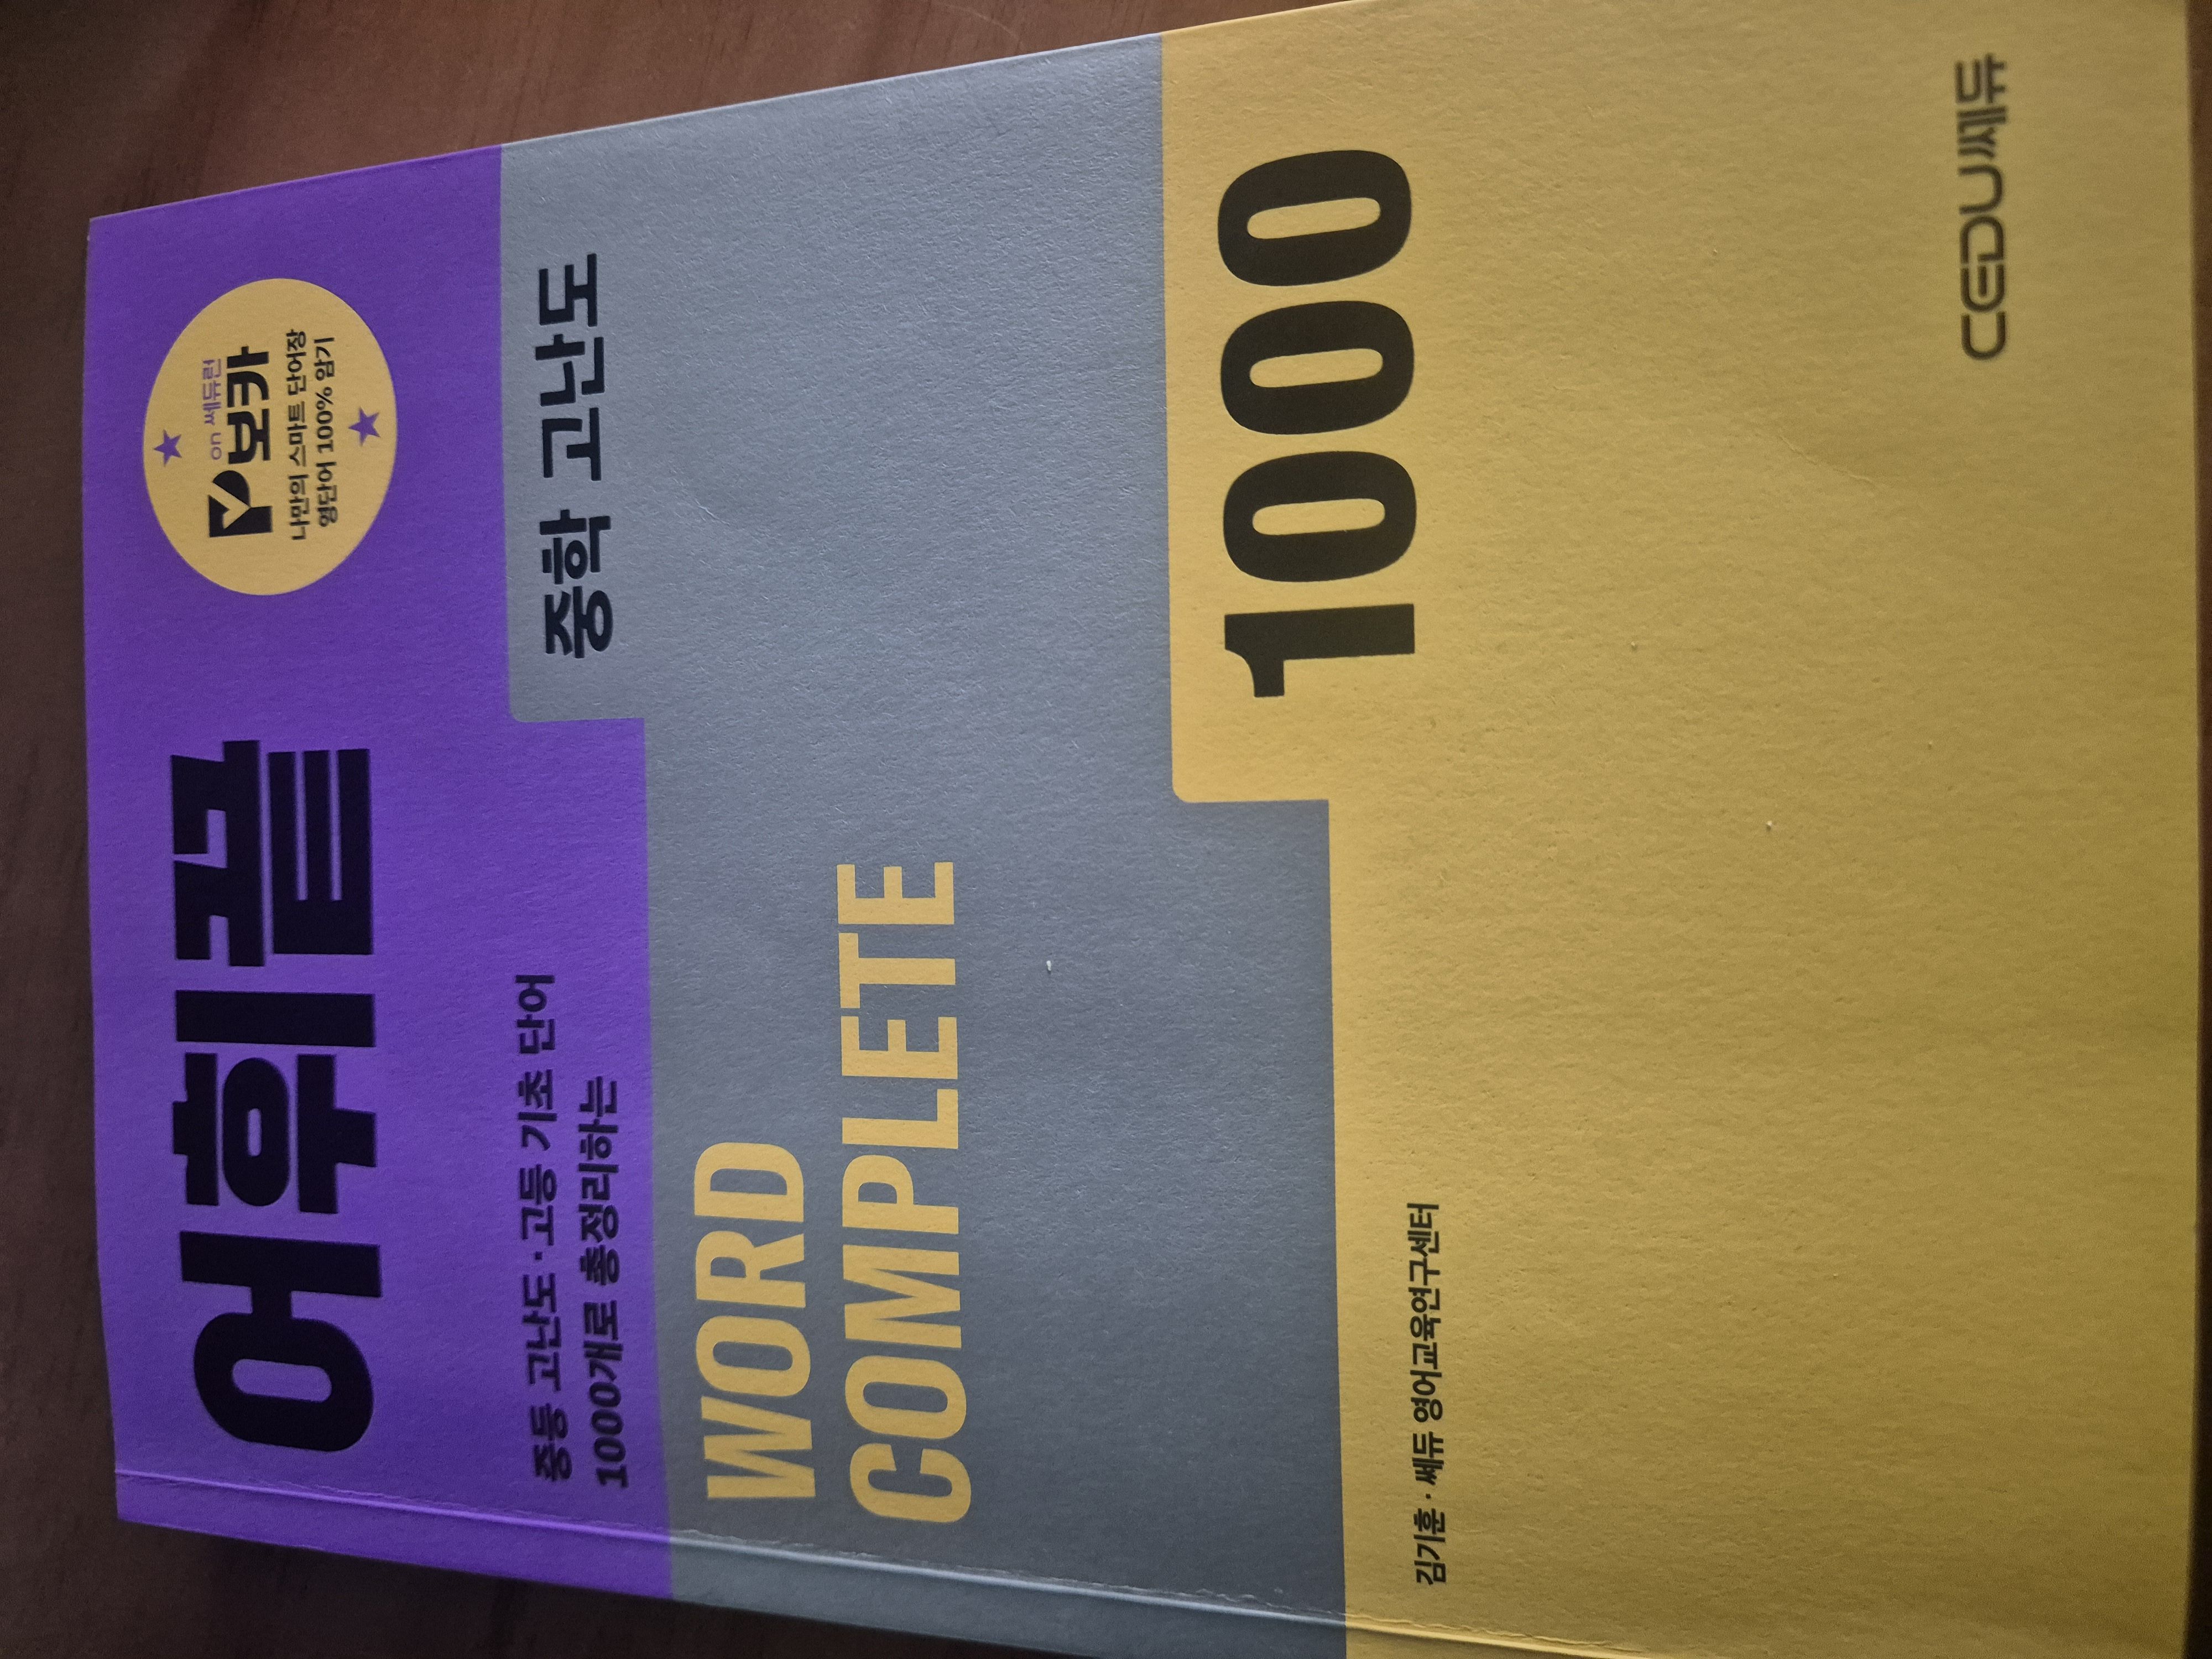 어휘끝
on 쎄듀런
보카
나만의 스마트 단어장
영단어 100% 암기
중학 고난도
중등 고난도·고등 기초 단어
1000개로 총정리하는
WORD
COMPLETE
1000
김기훈·쎄듀 영어교육연구센터
CEDU쎄듀